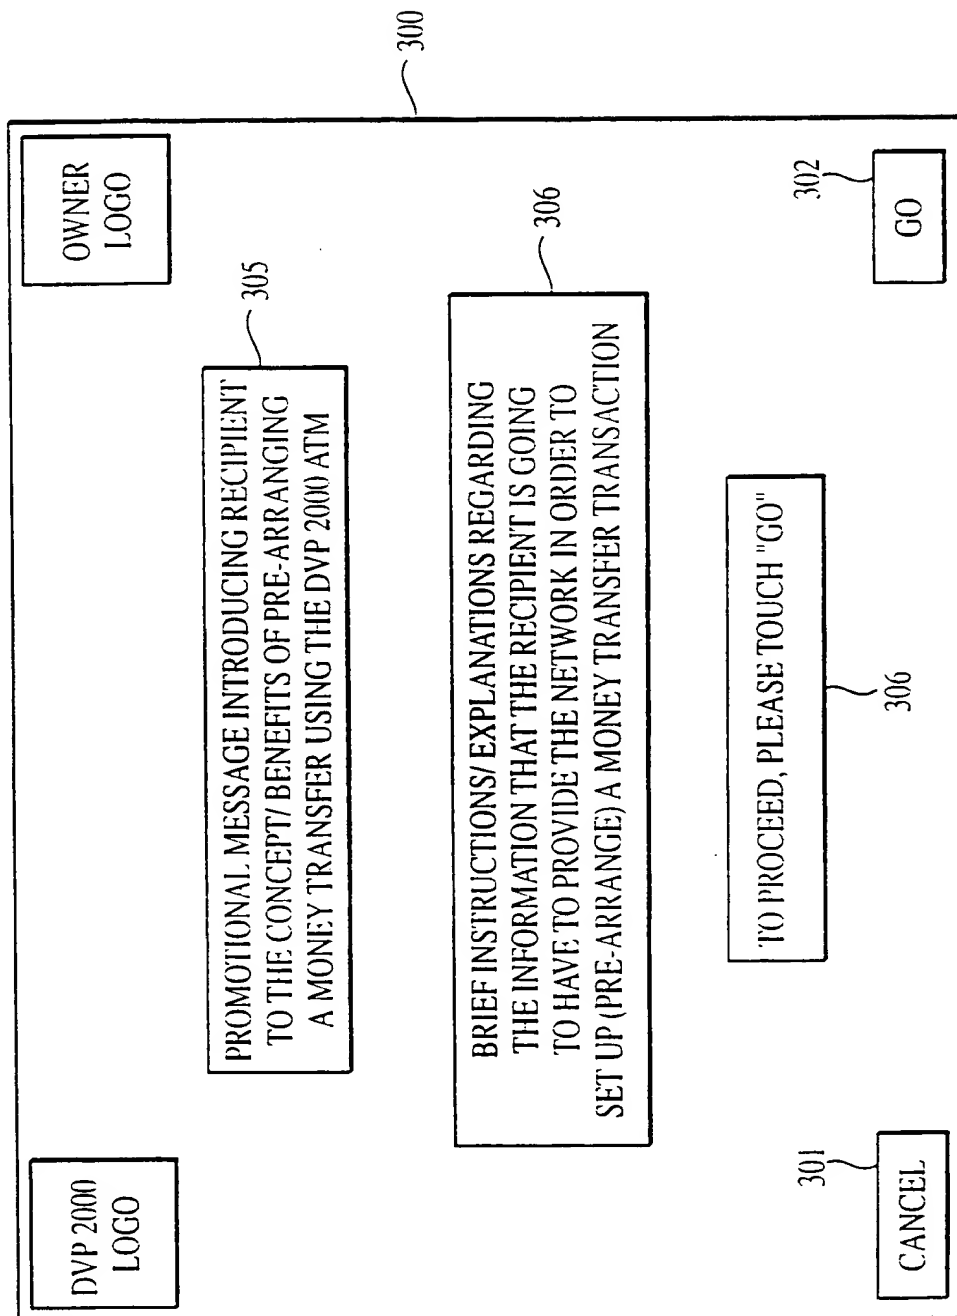 300
DVP 2000
LOGO
OWNER
LOGO
305
PROMOTIONAL MESSAGE INTRODUCING RECIPIENT
TO THE CONCEPT/ BENEFITS OF PRE-ARRANGING
A MONEY TRANSFER USING THE DVP 2000 ATM
306
BRIEF INSTRUCTIONS/ EXPLANATIONS REGARDING
THE INFORMATION THAT THE RECIPIENT IS GOING
TO HAVE TO PROVIDE THE NETWORK IN ORDER TO
SET UP (PRE-ARRANGE) A MONEY TRANSFER TRANSACTION
TO PROCEED, PLEASE TOUCH "GO"
306
301
CANCEL
302
GO